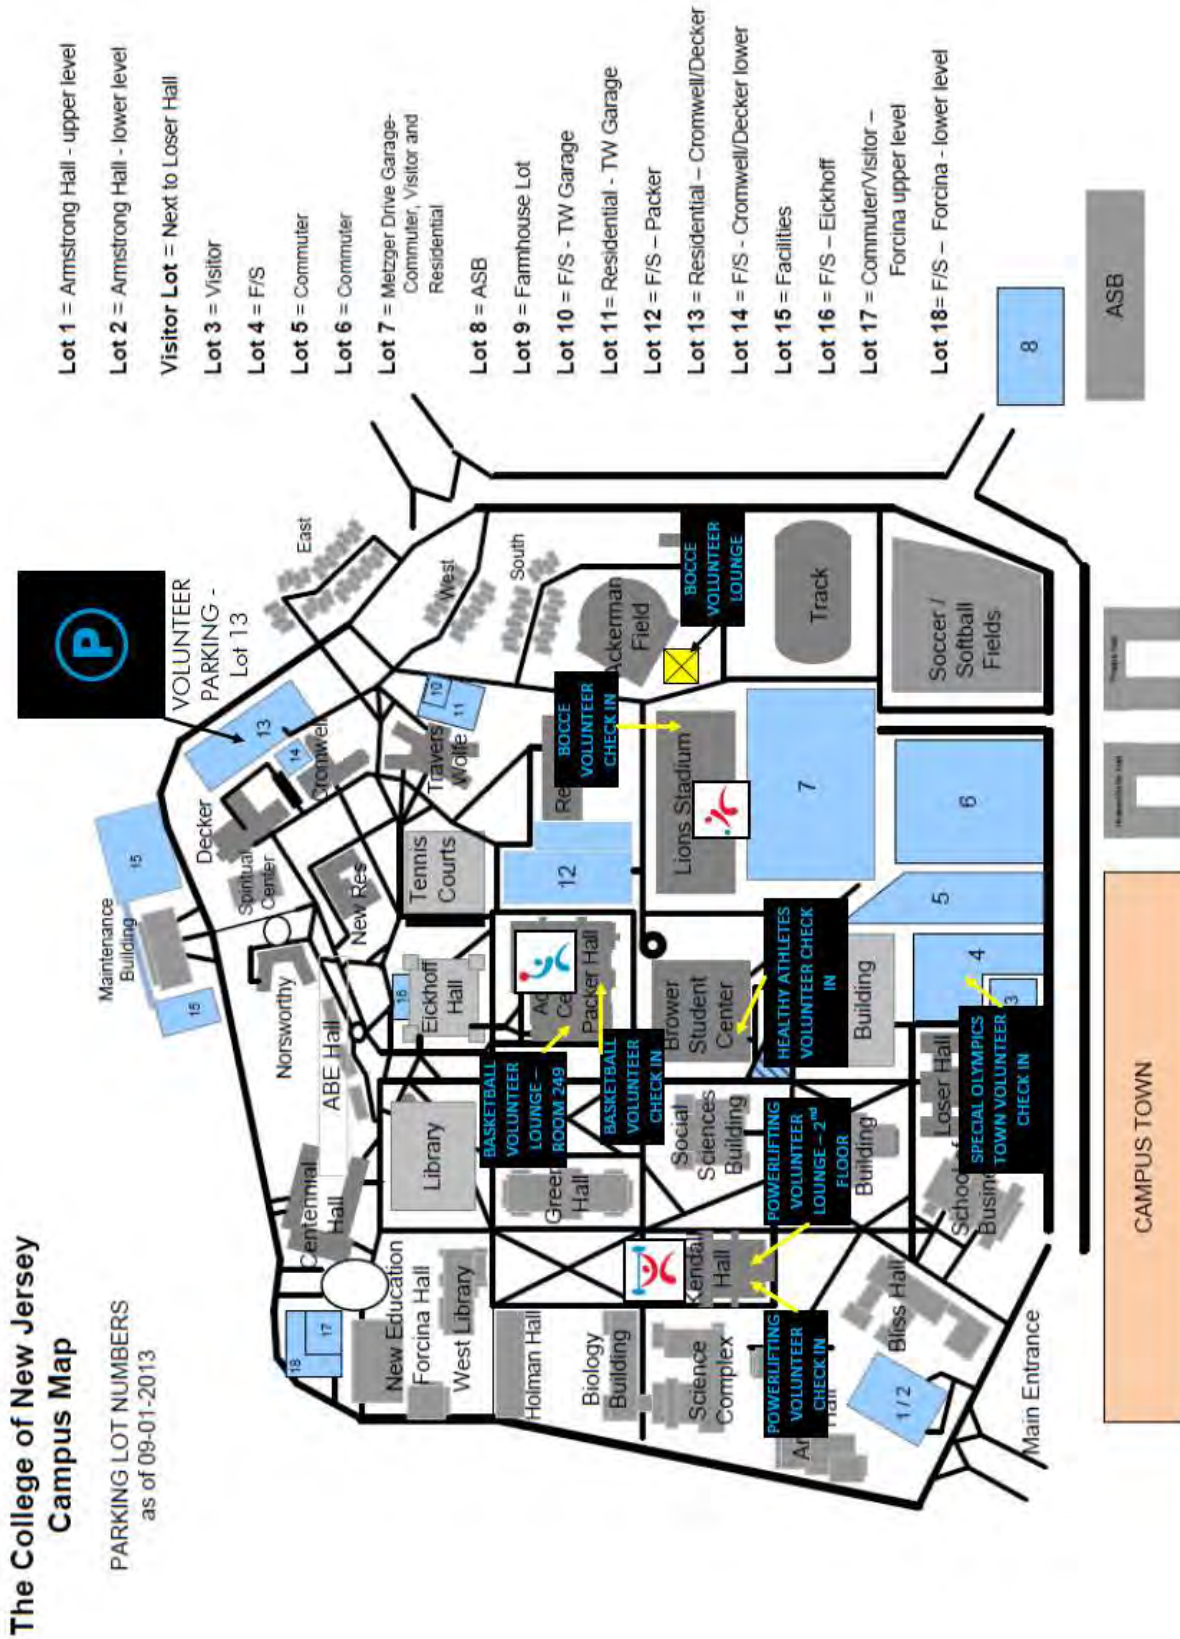 The College of New Jersey
Campus Map
PARKING LOT NUMBERS
as of 09-01-2013
P
VOLUNTEER
PARKING -
Lot 13
Lot 1 = Armstrong Hall - upper level
Lot 2 = Armstrong Hall - lower level
Visitor Lot = Next to Loser Hall
Lot 3 = Visitor
Lot 4 = F/S
Lot 5 = Commuter
Lot 6 = Commuter
Lot 7 = Metzger Drive Garage-
Commuter, Visitor and
Residential
Lot 8 = ASB
Lot 9 = Farmhouse Lot
Lot 10 = F/S - TW Garage
Lot 11= Residential - TW Garage
Lot 12 = F/S – Packer
Lot 13 = Residential – Cromwell/Decker
Lot 14 = F/S - Cromwell/Decker lower
Lot 15 = Facilities
Lot 16 = F/S – Eickhoff
Lot 17 = Commuter/Visitor –
Forcina upper level
Lot 18= F/S – Forcina - lower level
Maintenance
Building
15
15
Decker
13
14
Cromwell
East
Spiritual
Center
Norsworthy
New Res
West
South
10
11
Travers
Wolfe
ABE Hall
Centennial
Hall
18
17
16
Eickhoff
Hall
Tennis
Courts
Library
New Education
Forcina Hall
West Library
BASKETBALL
VOLUNTEER
LOUNGE –
ROOM 249
Packer Hall
12
Re
BOCCE
VOLUNTEER
CHECK IN
Ackerman
Field
BOCCE
VOLUNTEER
LOUNGE
Holman Hall
Green
Hall
BASKETBALL
VOLUNTEER
CHECK IN
Biology
Building
Social
Sciences
Building
Brower
Student
Center
Lions Stadium
Science
Complex
Kendall
Hall
POWERLIFTING
VOLUNTEER
CHECK IN
POWERLIFTING
VOLUNTEER
LOUNGE – 2nd
FLOOR
HEALTHY ATHLETES
VOLUNTEER CHECK
IN
7
Track
Hall
Building
Building
Bliss Hall
1 / 2
School of
Busine
Loser Hall
SPECIAL OLYMPICS
TOWN VOLUNTEER
CHECK IN
4
3
5
6
Soccer /
Softball
Fields
8
ASB
Main Entrance
CAMPUS TOWN